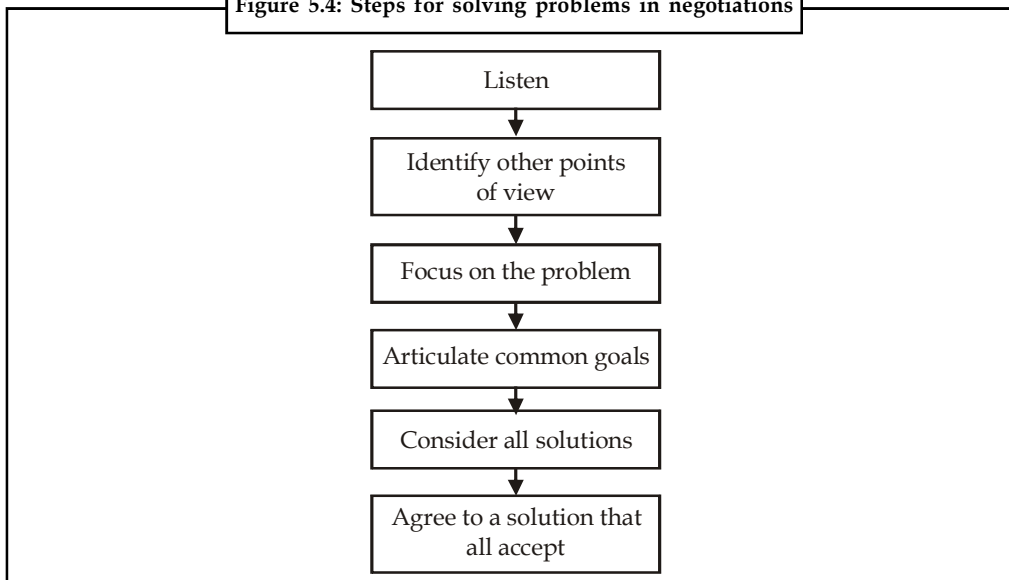 Figure 5.4: Steps for solving problems in negotiations
Listen
Identify other points
of view
Focus on the problem
Articulate common goals
Consider all solutions
Agree to a solution that
all accept